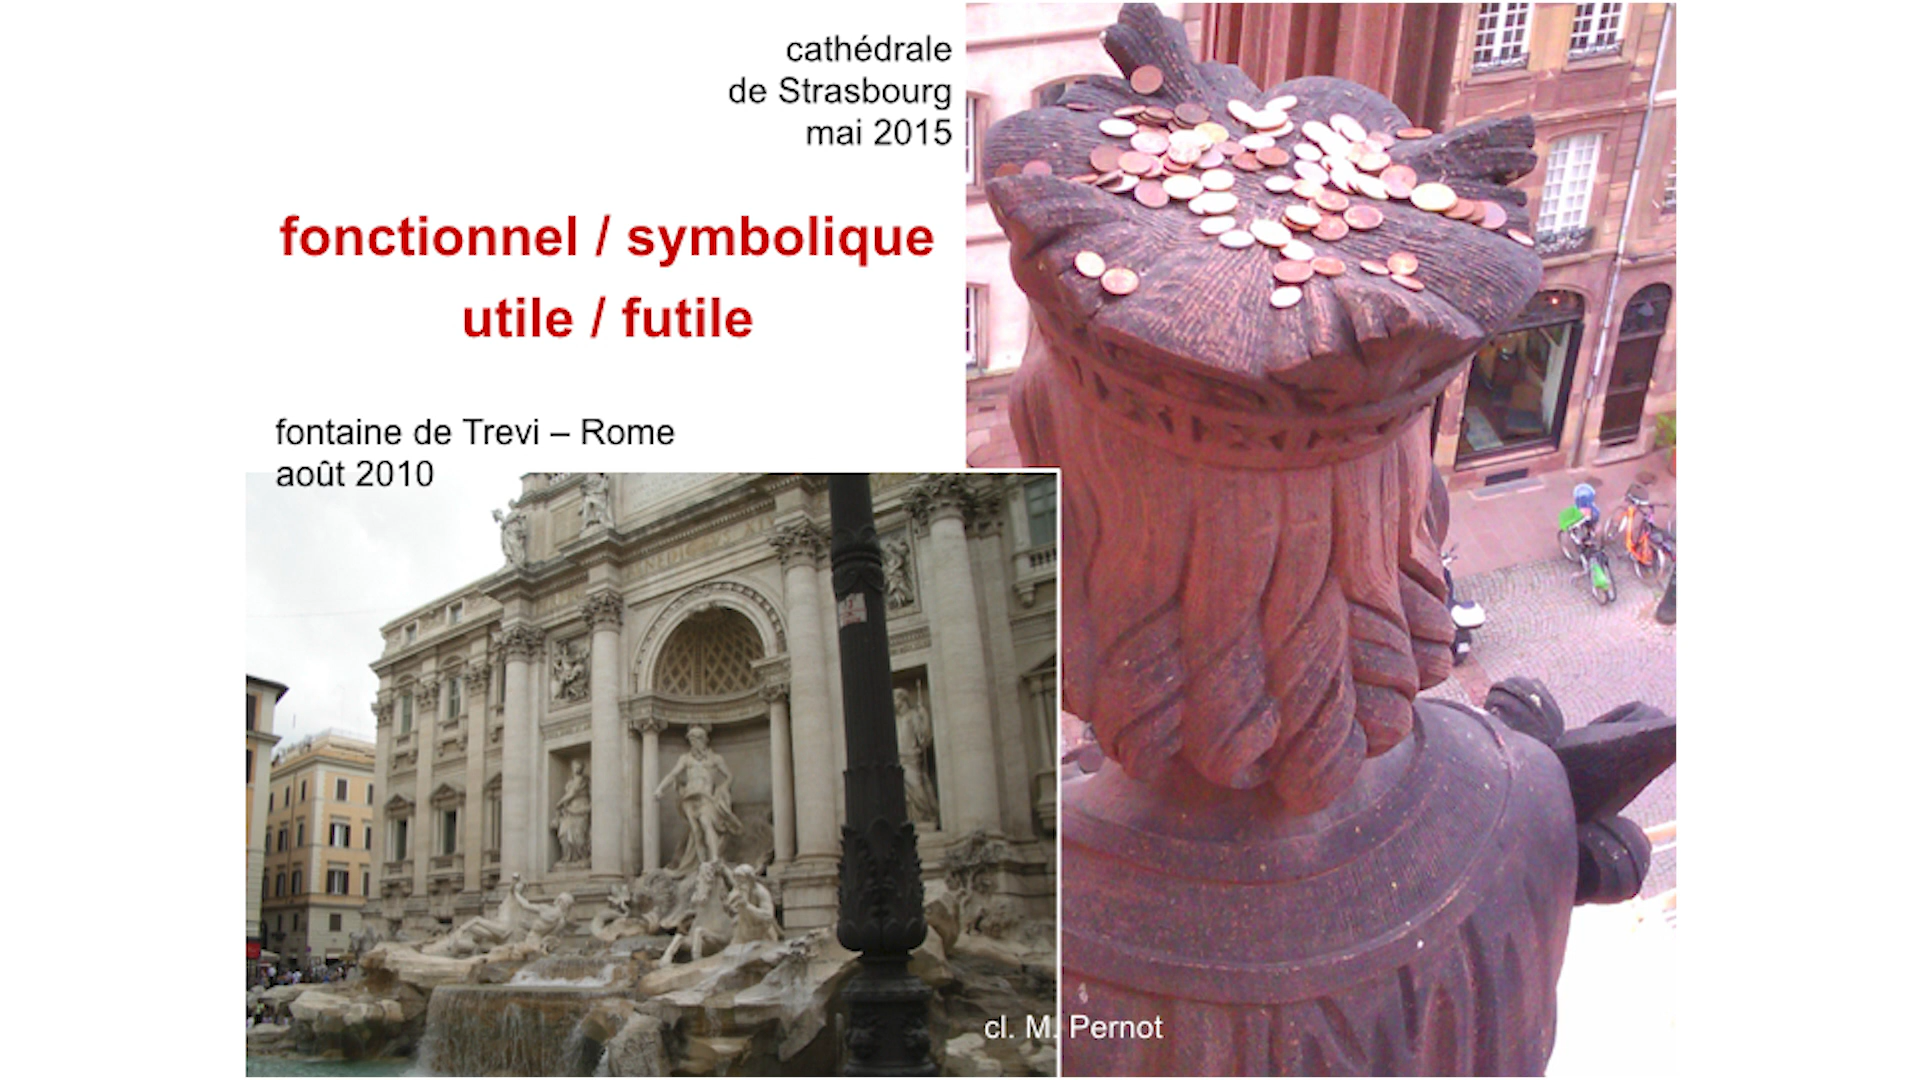 cathédrale
de Strasbourg
mai 2015
fonctionnel / symbolique
utile / futile
fontaine de Trevi – Rome
août 2010
cl. M. Pernot